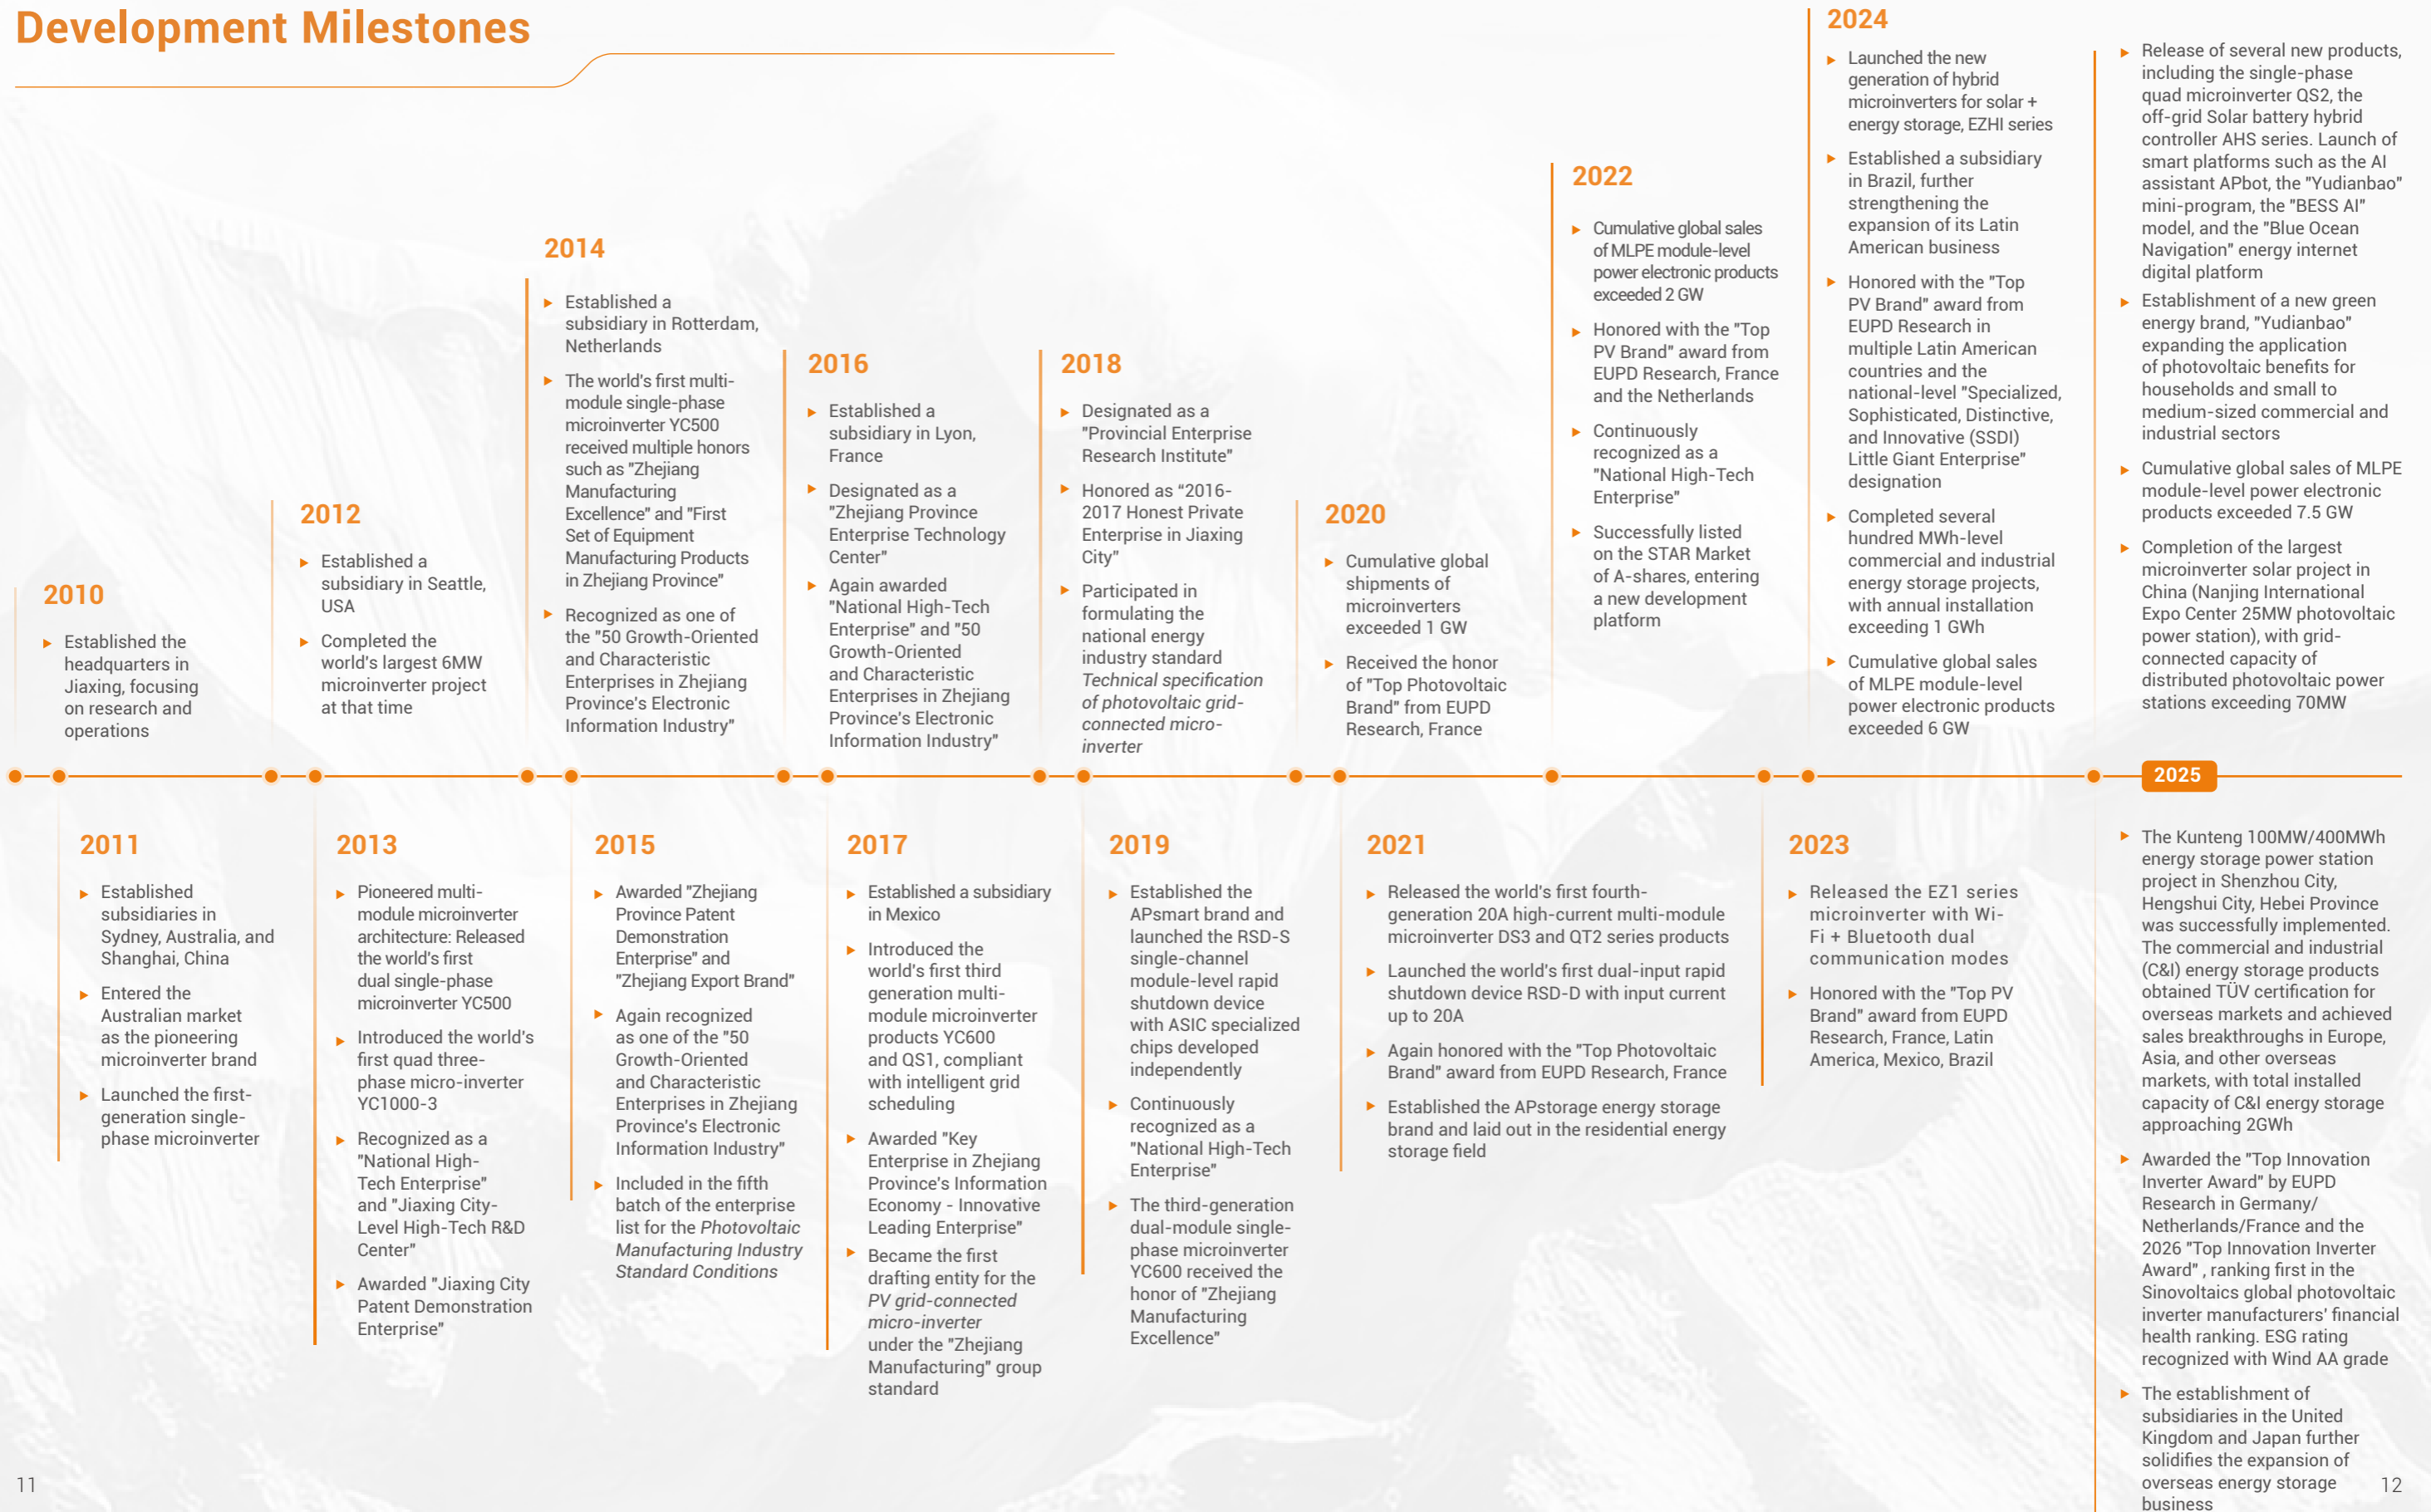 Development Milestones
2010
Established the
headquarters in
Jiaxing, focusing
on research and
operations
2011
Established
subsidiaries in
Sydney, Australia, and
Shanghai, China
Entered the
Australian market
as the pioneering
microinverter brand
Launched the first-
generation single-
phase microinverter
2012
Established a
subsidiary in Seattle,
USA
Completed the
world's largest 6MW
microinverter project
at that time
2013
Pioneered multi-
module microinverter
architecture: Released
the world's first
dual single-phase
microinverter YC500
Introduced the world's
first quad three-
phase micro-inverter
YC1000-3
Recognized as a
"National High-
Tech Enterprise"
and "Jiaxing City-
Level High-Tech R&D
Center"
Awarded "Jiaxing City
Patent Demonstration
Enterprise"
2014
Established a
subsidiary in Rotterdam,
Netherlands
The world's first multi-
module single-phase
microinverter YC500
received multiple honors
such as "Zhejiang
Manufacturing
Excellence" and "First
Set of Equipment
Manufacturing Products
in Zhejiang Province"
Recognized as one of
the "50 Growth-Oriented
and Characteristic
Enterprises in Zhejiang
Province's Electronic
Information Industry"
2015
Awarded "Zhejiang
Province Patent
Demonstration
Enterprise" and
"Zhejiang Export Brand"
Again recognized
as one of the "50
Growth-Oriented
and Characteristic
Enterprises in Zhejiang
Province's Electronic
Information Industry"
Included in the fifth
batch of the enterprise
list for the Photovoltaic
Manufacturing Industry
Standard Conditions
2016
Established a
subsidiary in Lyon,
France
Designated as a
"Zhejiang Province
Enterprise Technology
Center"
Again awarded
"National High-Tech
Enterprise" and "50
Growth-Oriented
and Characteristic
Enterprises in Zhejiang
Province's Electronic
Information Industry"
2017
Established a subsidiary
in Mexico
Introduced the
world's first third
generation multi-
module microinverter
products YC600
and QS1, compliant
with intelligent grid
scheduling
Awarded "Key
Enterprise in Zhejiang
Province's Information
Economy - Innovative
Leading Enterprise"
Became the first
drafting entity for the
PV grid-connected
micro-inverter
under the "Zhejiang
Manufacturing" group
standard
2018
Designated as a
"Provincial Enterprise
Research Institute"
Honored as “2016-
2017 Honest Private
Enterprise in Jiaxing
City"
Participated in
formulating the
national energy
industry standard
Technical specification
of photovoltaic grid-
connected micro-
inverter
2019
Established the
APsmart brand and
launched the RSD-S
single-channel
module-level rapid
shutdown device
with ASIC specialized
chips developed
independently
Continuously
recognized as a
"National High-Tech
Enterprise"
The third-generation
dual-module single-
phase microinverter
YC600 received the
honor of "Zhejiang
Manufacturing
Excellence"
2020
Cumulative global
shipments of
microinverters
exceeded 1 GW
Received the honor
of "Top Photovoltaic
Brand" from EUPD
Research, France
2021
Released the world's first fourth-
generation 20A high-current multi-module
microinverter DS3 and QT2 series products
Launched the world's first dual-input rapid
shutdown device RSD-D with input current
up to 20A
Again honored with the "Top Photovoltaic
Brand" award from EUPD Research, France
Established the APstorage energy storage
brand and laid out in the residential energy
storage field
2022
Cumulative global sales
of MLPE module-level
power electronic products
exceeded 2 GW
Honored with the "Top
PV Brand" award from
EUPD Research, France
and the Netherlands
Continuously
recognized as a
"National High-Tech
Enterprise"
Successfully listed
on the STAR Market
of A-shares, entering
a new development
platform
2023
Released the EZ1 series
microinverter with Wi-
Fi + Bluetooth dual
communication modes
Honored with the "Top PV
Brand" award from EUPD
Research, France, Latin
America, Mexico, Brazil
2024
Launched the new
generation of hybrid
microinverters for solar +
energy storage, EZHI series
Established a subsidiary
in Brazil, further
strengthening the
expansion of its Latin
American business
Honored with the "Top
PV Brand" award from
EUPD Research in
multiple Latin American
countries and the
national-level "Specialized,
Sophisticated, Distinctive,
and Innovative (SSDI)
Little Giant Enterprise"
designation
Completed several
hundred MWh-level
commercial and industrial
energy storage projects,
with annual installation
exceeding 1 GWh
Cumulative global sales
of MLPE module-level
power electronic products
exceeded 6 GW
Release of several new products,
including the single-phase
quad microinverter QS2, the
off-grid Solar battery hybrid
controller AHS series. Launch of
smart platforms such as the AI
assistant APbot, the "Yudianbao"
mini-program, the "BESS AI"
model, and the "Blue Ocean
Navigation" energy internet
digital platform
Establishment of a new green
energy brand, "Yudianbao"
expanding the application
of photovoltaic benefits for
households and small to
medium-sized commercial and
industrial sectors
Cumulative global sales of MLPE
module-level power electronic
products exceeded 7.5 GW
Completion of the largest
microinverter solar project in
China (Nanjing International
Expo Center 25MW photovoltaic
power station), with grid-
connected capacity of
distributed photovoltaic power
stations exceeding 70MW
2025
The Kunteng 100MW/400MWh
energy storage power station
project in Shenzhou City,
Hengshui City, Hebei Province
was successfully implemented.
The commercial and industrial
(C&I) energy storage products
obtained TÜV certification for
overseas markets and achieved
sales breakthroughs in Europe,
Asia, and other overseas
markets, with total installed
capacity of C&I energy storage
approaching 2GWh
Awarded the "Top Innovation
Inverter Award" by EUPD
Research in Germany/
Netherlands/France and the
2026 "Top Innovation Inverter
Award" , ranking first in the
Sinovoltaics global photovoltaic
inverter manufacturers' financial
health ranking. ESG rating
recognized with Wind AA grade
The establishment of
subsidiaries in the United
Kingdom and Japan further
solidifies the expansion of
overseas energy storage
business
11
12